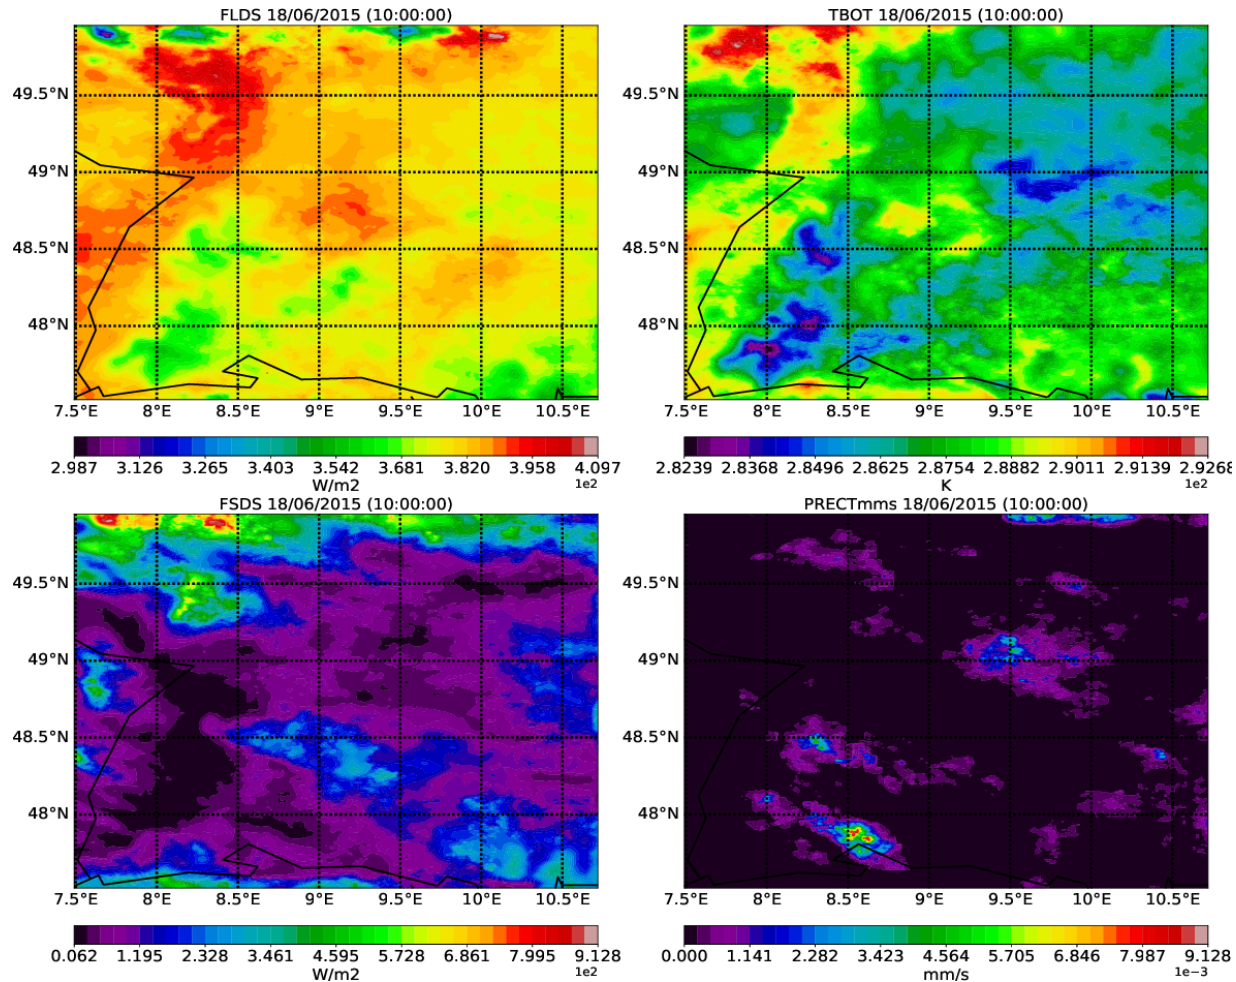 FLDS 18/06/2015 (10:00:00)
TBOT 18/06/2015 (10:00:00)
49.5°N
49°N
48.5°N
48°N
7.5°E 8°E 8.5°E 9°E 9.5°E 10°E 10.5°E
49.5°N
49°N
48.5°N
48°N
7.5°E 8°E 8.5°E 9°E 9.5°E 10°E 10.5°E
2.987 3.126 3.265 3.403 3.542 3.681 3.820 3.958 4.097
W/m2 1e2
2.8239 2.8368 2.8496 2.8625 2.8754 2.8882 2.9011 2.9139 2.9268
K 1e2
FSDS 18/06/2015 (10:00:00)
PRECTmms 18/06/2015 (10:00:00)
49.5°N
49°N
48.5°N
48°N
7.5°E 8°E 8.5°E 9°E 9.5°E 10°E 10.5°E
49.5°N
49°N
48.5°N
48°N
7.5°E 8°E 8.5°E 9°E 9.5°E 10°E 10.5°E
0.062 1.195 2.328 3.461 4.595 5.728 6.861 7.995 9.128
W/m2 1e2
0.000 1.141 2.282 3.423 4.564 5.705 6.846 7.987 9.128
mm/s 1e−3